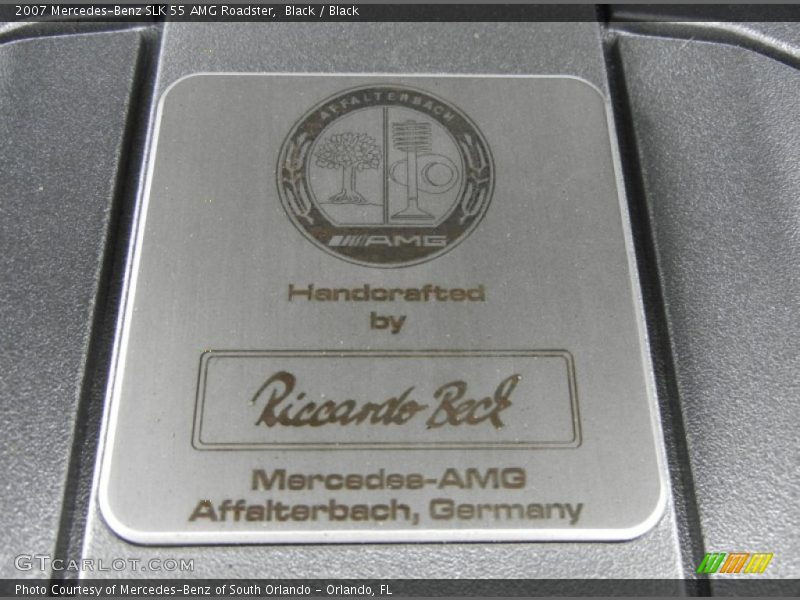 2007 Mercedes-Benz SLK 55 AMG Roadster, Black / Black
AFFALTERBACH
AMG
Handcrafted
by
Riccardo Beck
Mercedes-AMG
Affalterbach, Germany
GTCARLOT.COM
Photo Courtesy of Mercedes-Benz of South Orlando - Orlando, FL